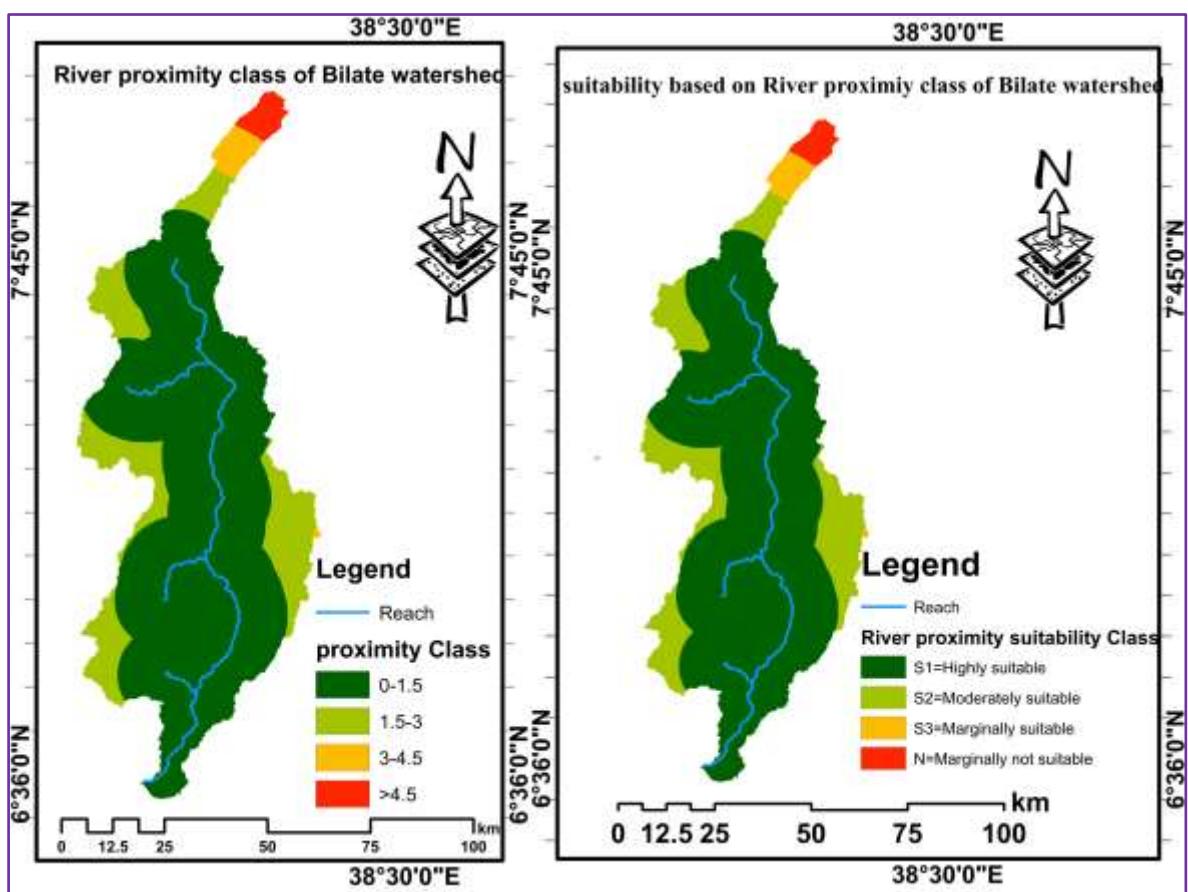 38°30'0"E
River proximity class of Bilate watershed
N
7°45'0"N
6°36'0"N
Legend
Reach
proximity Class
0-1.5
1.5-3
3-4.5
>4.5
km
0 12.5 25 50 75 100
7°45'0"N
6°36'0"N
38°30'0"E
38°30'0"E
suitability based on River proximiy class of Bilate watershed
N
7°45'0"N
7°45'0"N
Legend
Reach
River proximity suitability Class
S1=Highly suitable
S2=Moderately suitable
S3=Marginally suitable
N=Marginally not suitable
km
0 12.5 25 50 75 100
6°36'0"N
6°36'0"N
38°30'0"E